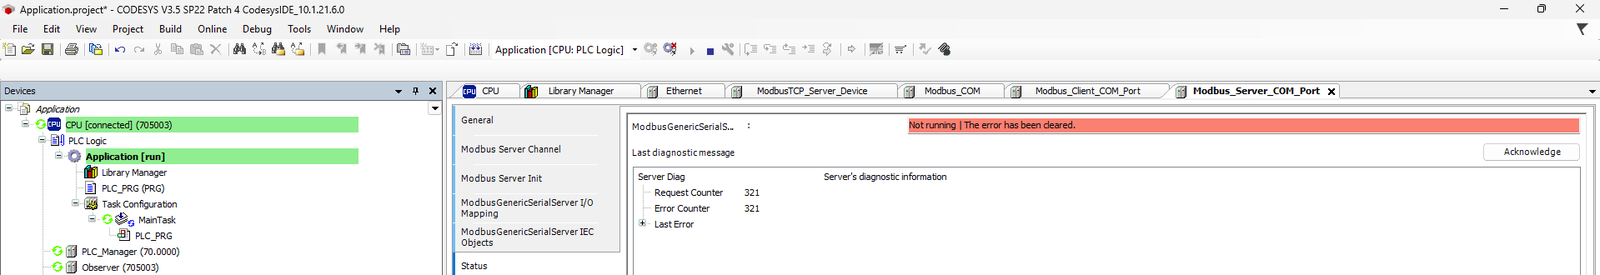 Application.project* - CODESYS V3.5 SP22 Patch 4 CodesysIDE_10.1.21.6.0
File Edit View Project Build Online Debug Tools Window Help
Application [CPU: PLC Logic]
Devices
CPU Library Manager Ethernet ModbusTCP_Server_Device Modbus_COM Modbus_Client_COM_Port Modbus_Server_COM_Port
Application
CPU [connected] (705003)
PLC Logic
Application [run]
Library Manager
PLC_PRG (PRG)
Task Configuration
MainTask
PLC_PRG
PLC_Manager (70.0000)
Observer (705003)
General
Modbus Server Channel
Modbus Server Init
ModbusGenericSerialServer I/O
Mapping
ModbusGenericSerialServer IEC
Objects
Status
ModbusGenericSerialS... : Not running | The error has been cleared.
Last diagnostic message Acknowledge
Server Diag Server's diagnostic information
Request Counter 321
Error Counter 321
Last Error